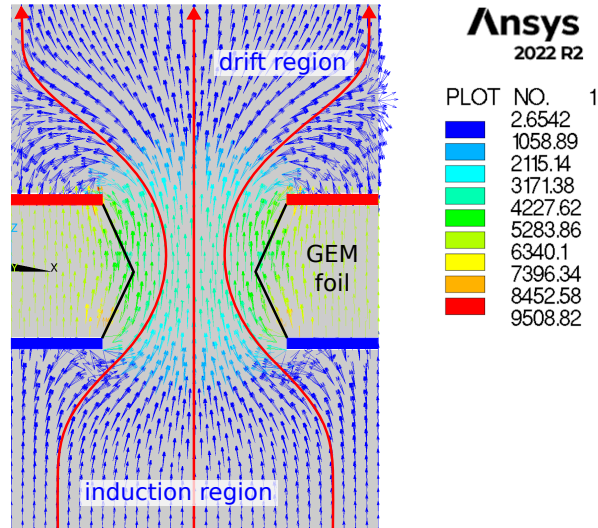 Ansys
2022 R2
drift region
PLOT NO. 1
2.6542
1058.89
2115.14
3171.38
4227.62
5283.86
6340.1
7396.34
8452.58
9508.82
Z
X
GEM
foil
induction region